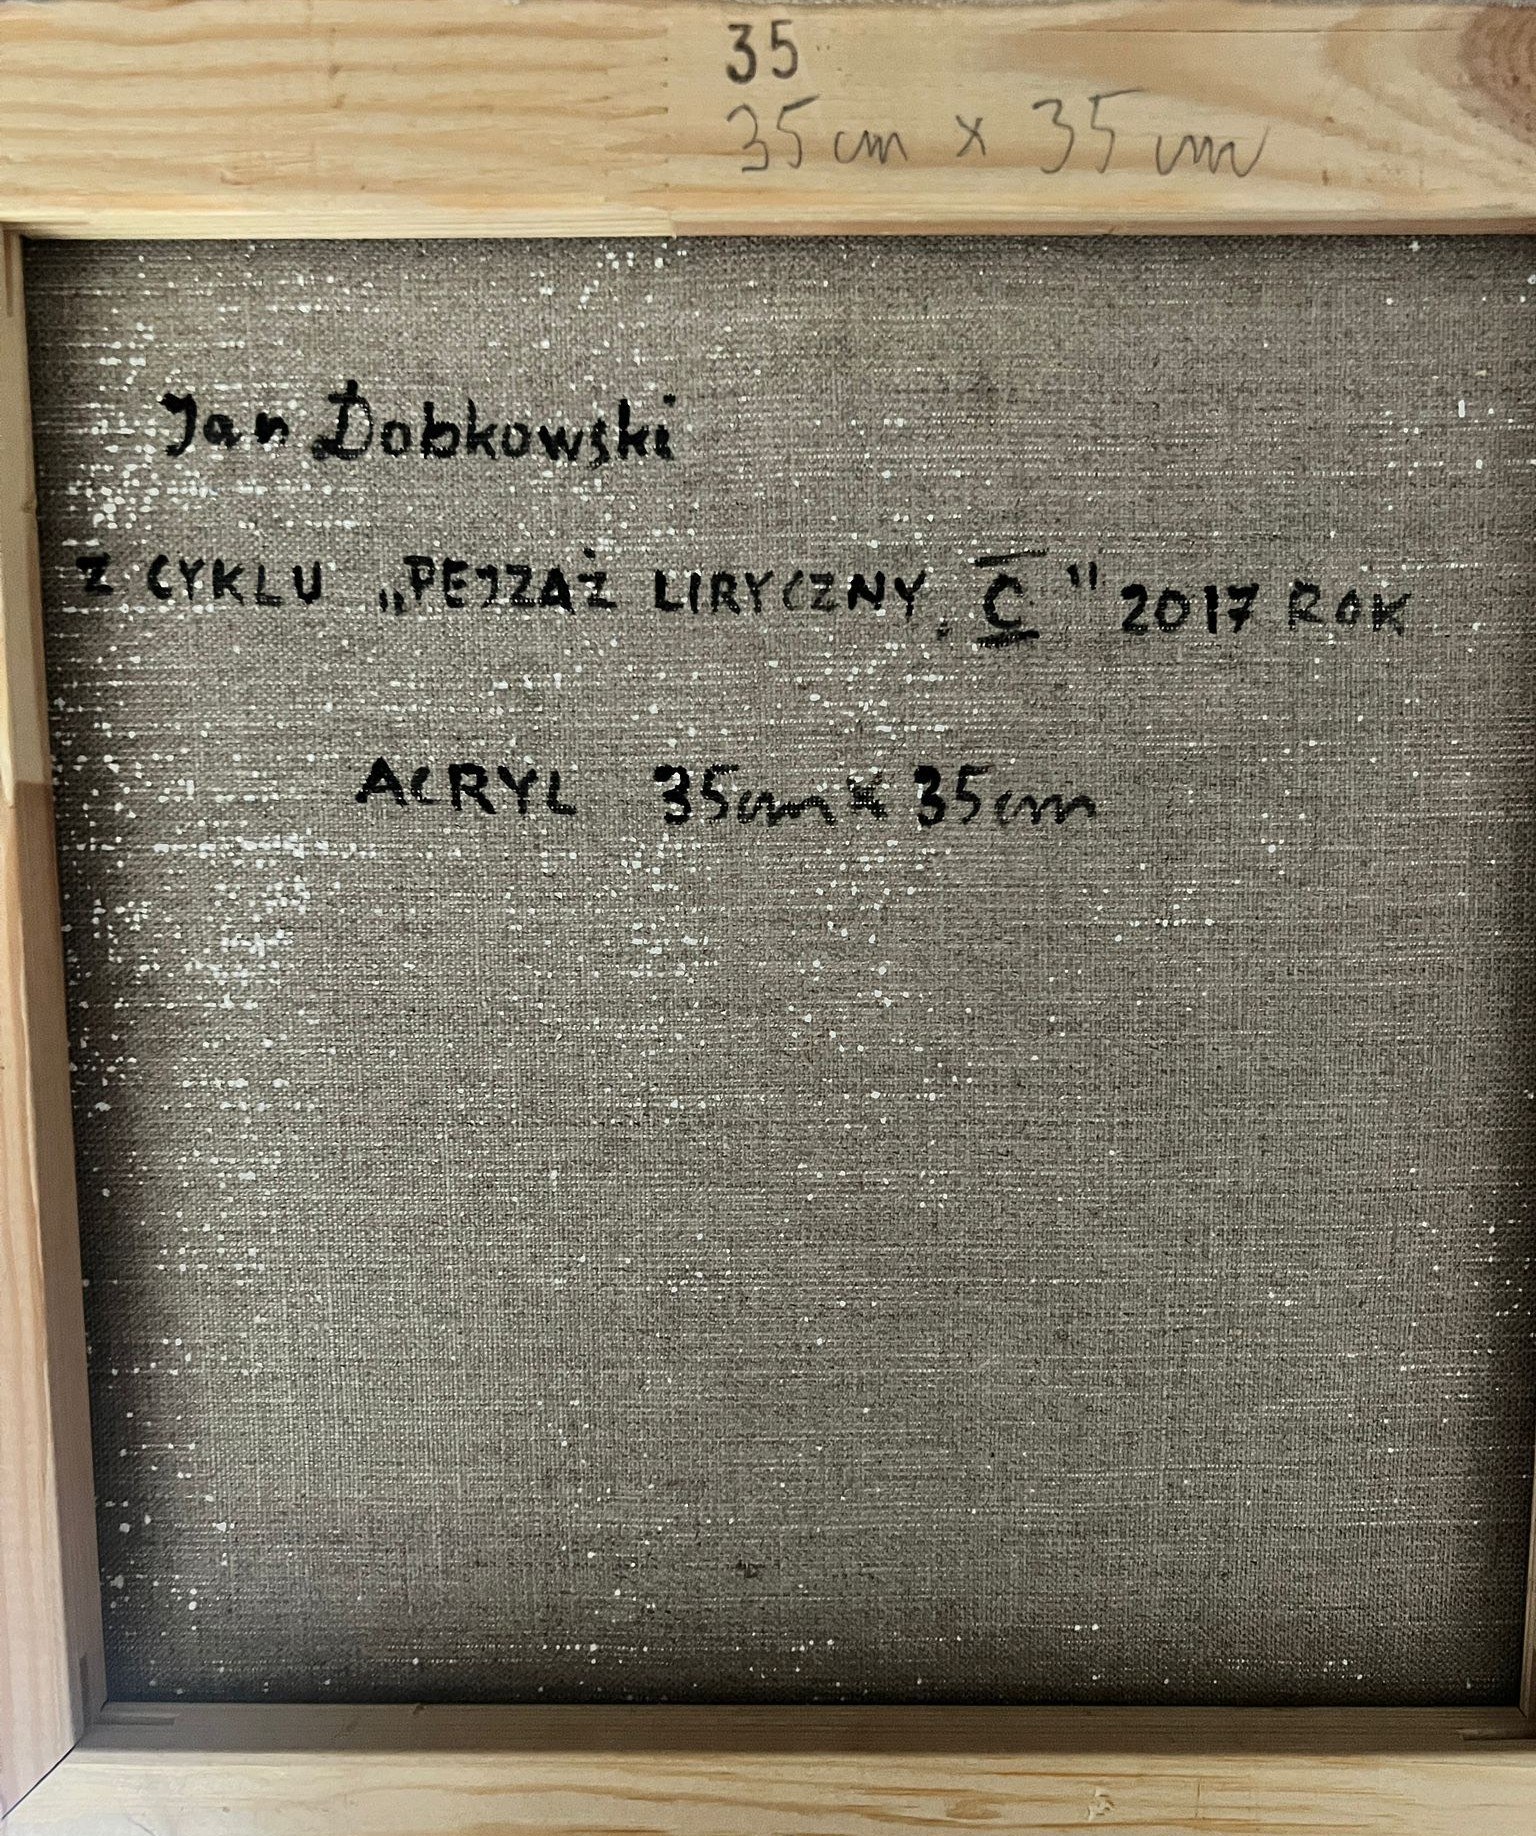 35
35 cm x 35 cm
Jan Dobkowski
Z CYKLU „PEJZAŻ LIRYCZNY, C" 2017 ROK
ACRYL 35cm x 35cm